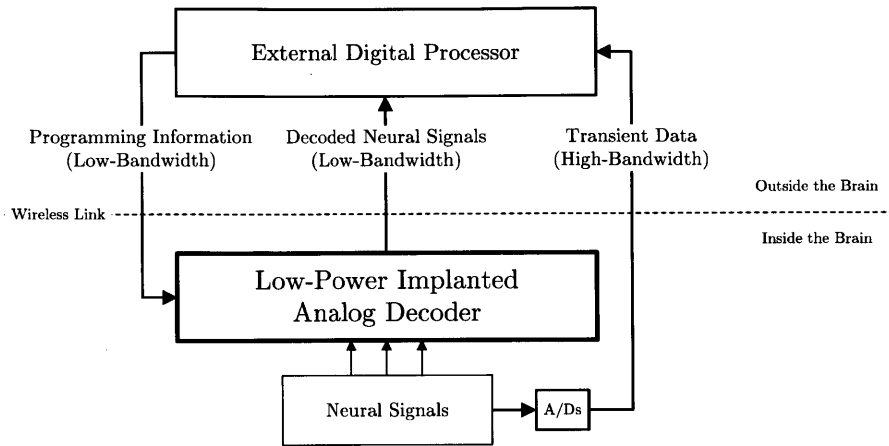 External Digital Processor
Programming Information
(Low-Bandwidth)
Decoded Neural Signals
(Low-Bandwidth)
Transient Data
(High-Bandwidth)
Outside the Brain
Wireless Link
Inside the Brain
Low-Power Implanted
Analog Decoder
Neural Signals
A/Ds